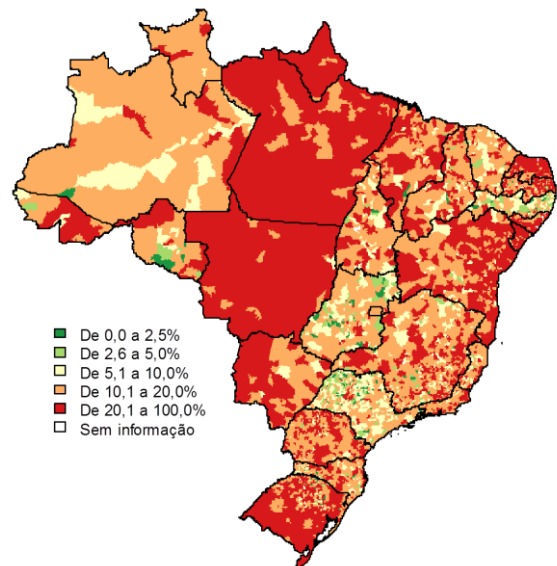 De 0,0 a 2,5%
De 2,6 a 5,0%
De 5,1 a 10,0%
De 10,1 a 20,0%
De 20,1 a 100,0%
Sem informação